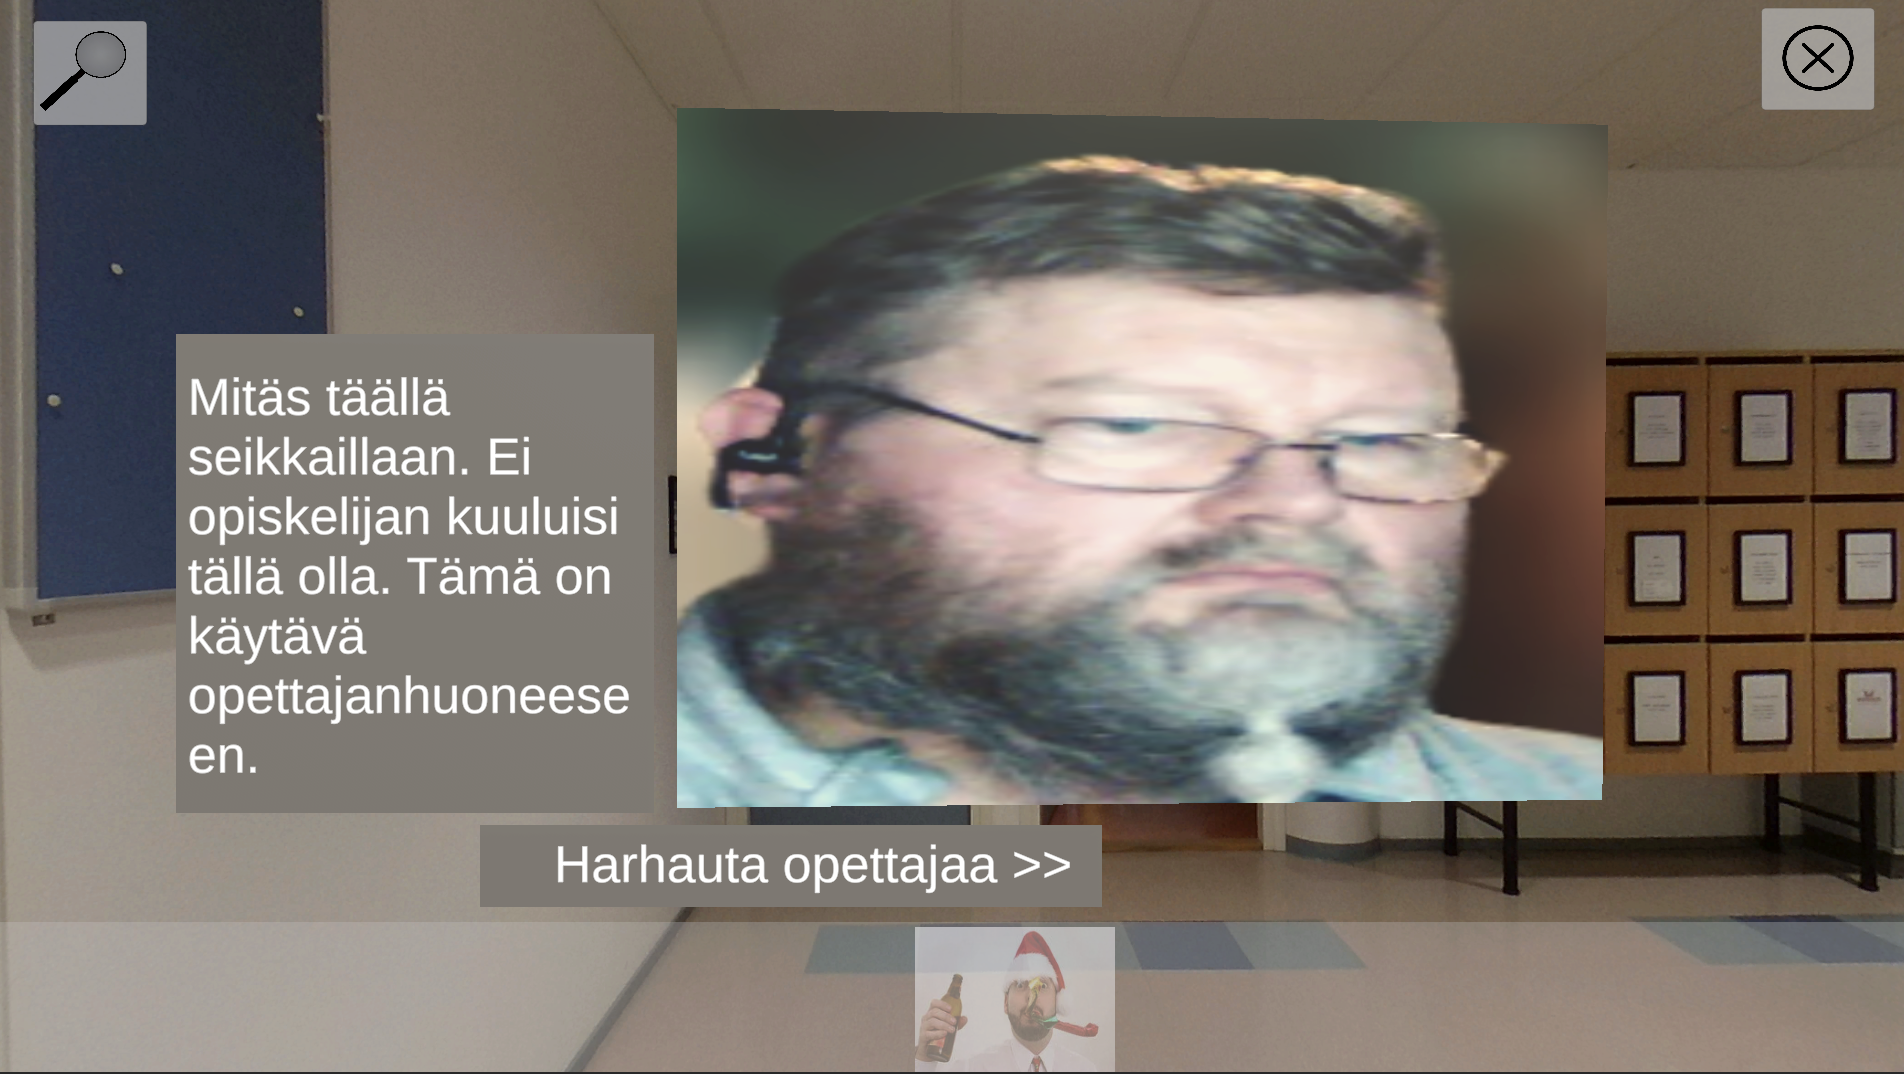 Mitäs täällä
seikkaillaan. Ei
opiskelijan kuuluisi
tällä olla. Tämä on
käytävä
opettajanhuoneese
en.
Harhauta opettajaa >>